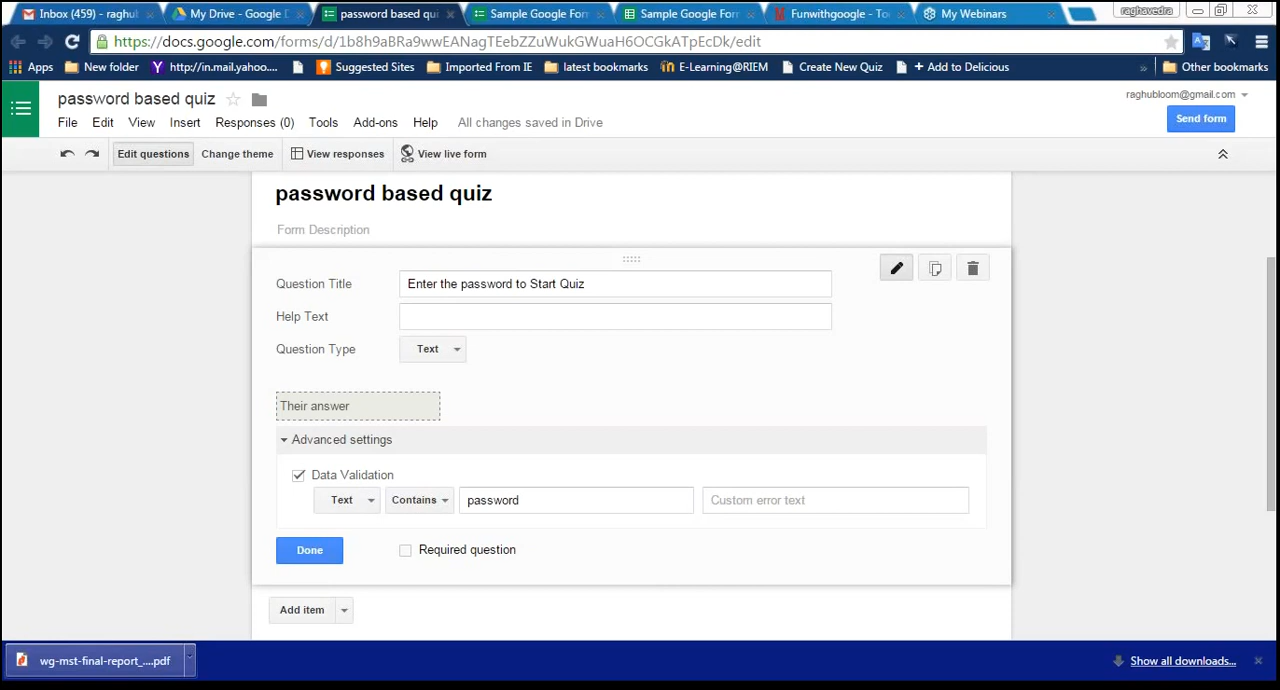 Inbox (459) - raghu
My Drive - Google D
password based qui
Sample Google For
Sample Google For
Funwithgoogle - To
My Webinars
raghavedra
https://docs.google.com/forms/d/1b8h9aBRa9wwEANagTEebZZuWukGWuaH6OCGkATpEcDk/edit
Apps
New folder
http://in.mail.yahoo....
Suggested Sites
Imported From IE
latest bookmarks
E-Learning@RIEM
Create New Quiz
+ Add to Delicious
»
Other bookmarks
password based quiz
raghubloom@gmail.com
File Edit View Insert Responses (0) Tools Add-ons Help All changes saved in Drive
Send form
Edit questions Change theme View responses View live form
password based quiz
Form Description
Question Title Enter the password to Start Quiz
Help Text
Question Type Text
Their answer
Advanced settings
Data Validation
Text Contains password Custom error text
Done Required question
Add item
wg-mst-final-report_....pdf
Show all downloads...